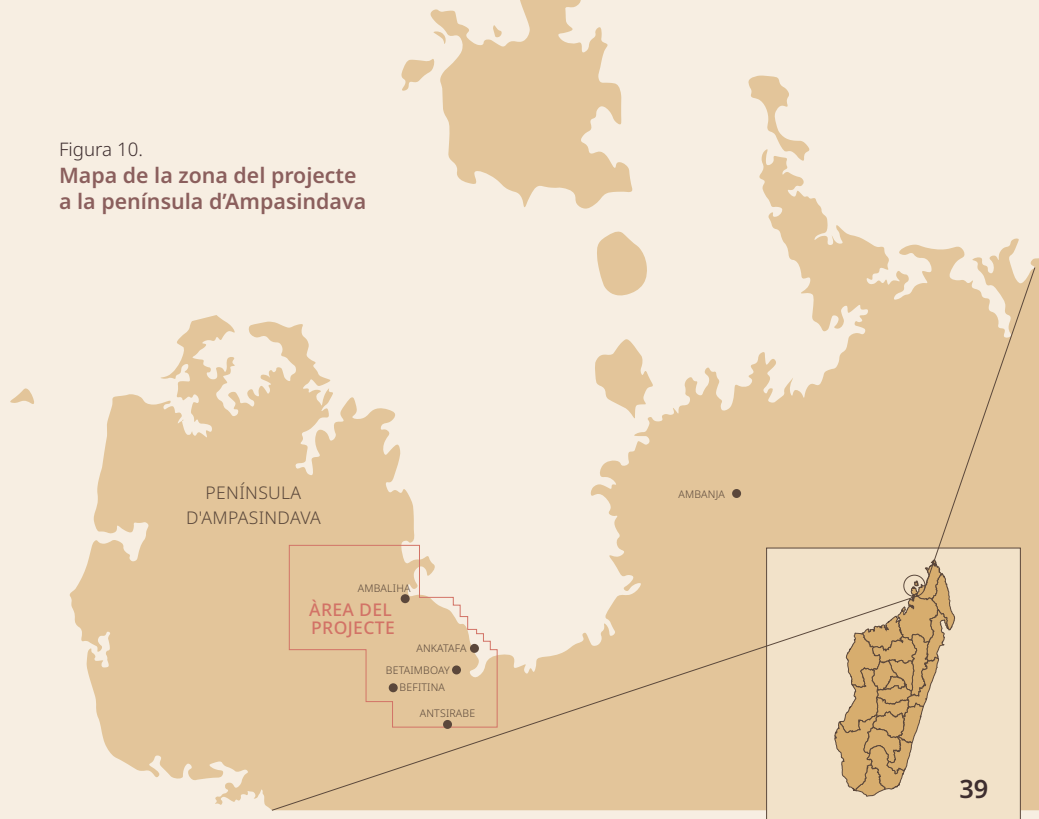 Figura 10.
Mapa de la zona del projecte
a la península d’Ampasindava
PENÍNSULA
D'AMPASINDAVA
AMBANJA
AMBALIHA
ÀREA DEL
PROJECTE
ANKATAFA
BETAIMBOAY
BEFITINA
ANTSIRABE
39